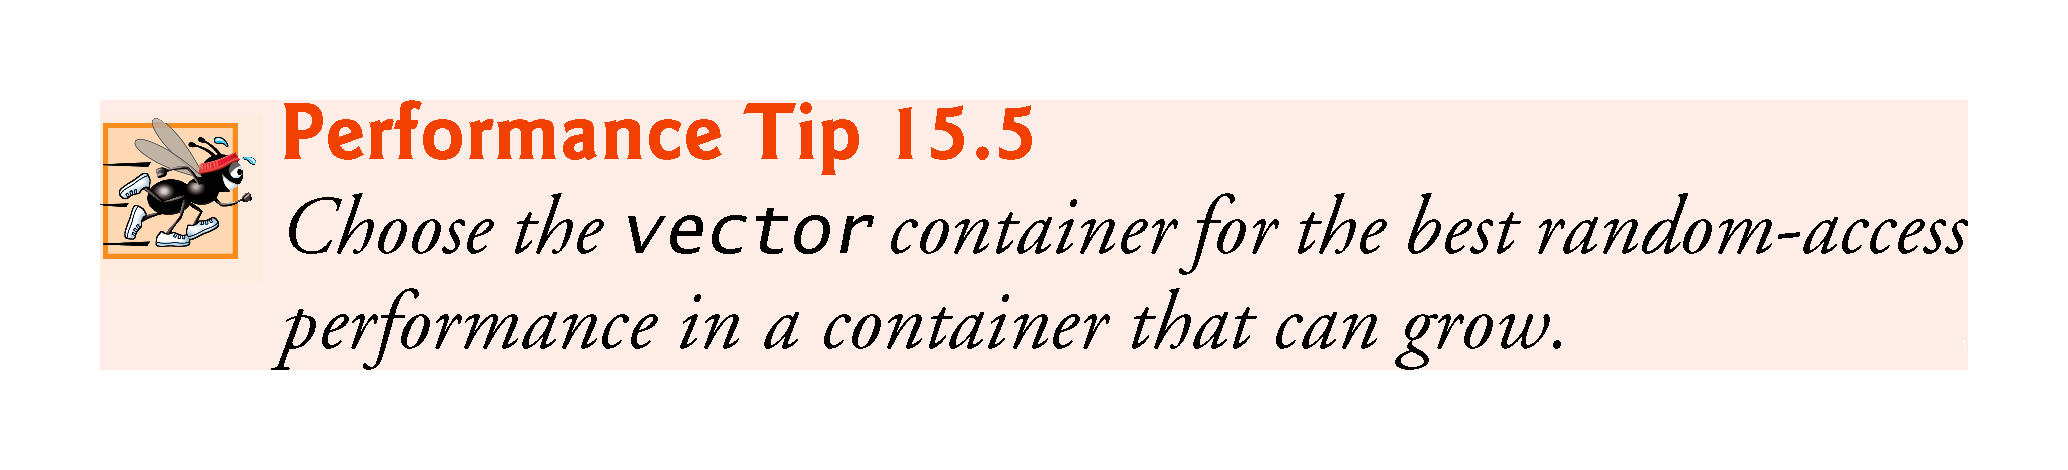 Performance Tip 15.5
Choose the vector container for the best random-access
performance in a container that can grow.